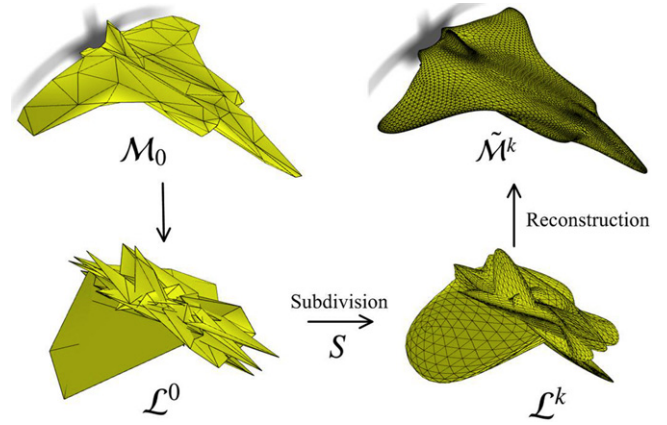 ℳ₀
ℳ̃ᵏ
Reconstruction
Subdivision
S
ℒ⁰
ℒᵏ